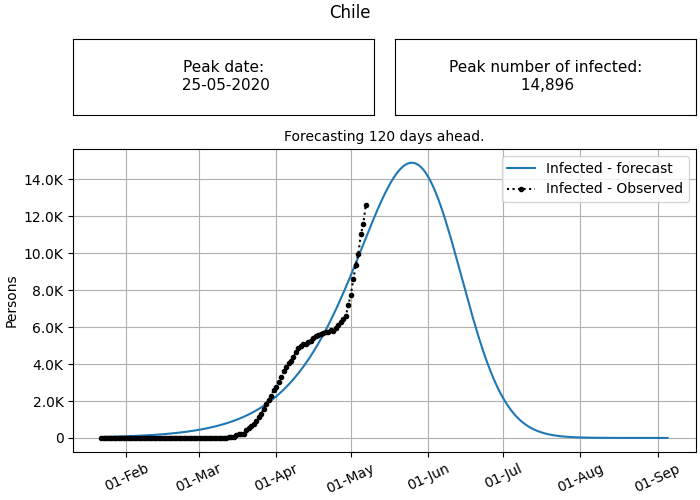 Chile
Peak date:
25-05-2020
Peak number of infected:
14,896
Forecasting 120 days ahead.
Infected - forecast
Infected - Observed
Persons
14.0K
12.0K
10.0K
8.0K
6.0K
4.0K
2.0K
0
01-Feb
01-Mar
01-Apr
01-May
01-Jun
01-Jul
01-Aug
01-Sep